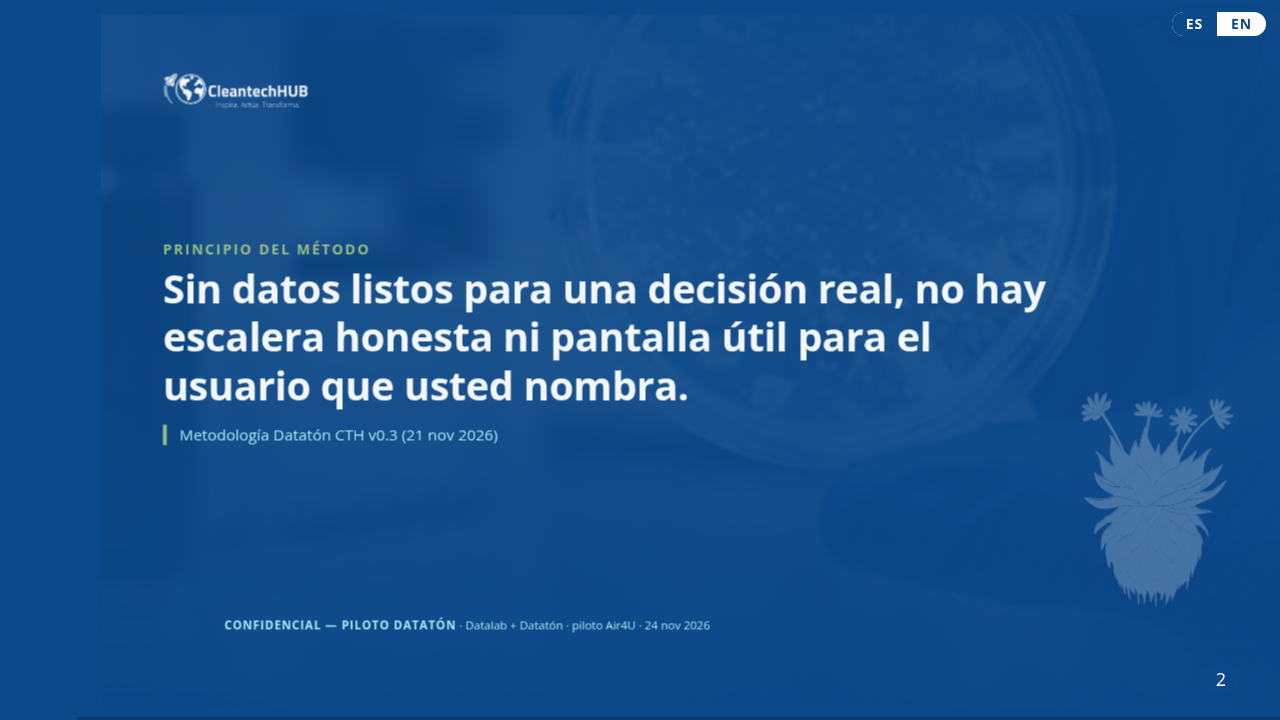 ES EN
CleantechHUB
Inspira. Actúa. Transforma.
PRINCIPIO DEL MÉTODO
Sin datos listos para una decisión real, no hay
escalera honesta ni pantalla útil para el
usuario que usted nombra.
Metodología Datatón CTH v0.3 (21 nov 2026)
CONFIDENCIAL — PILOTO DATATÓN · Datalab + Datatón · piloto Air4U · 24 nov 2026
2